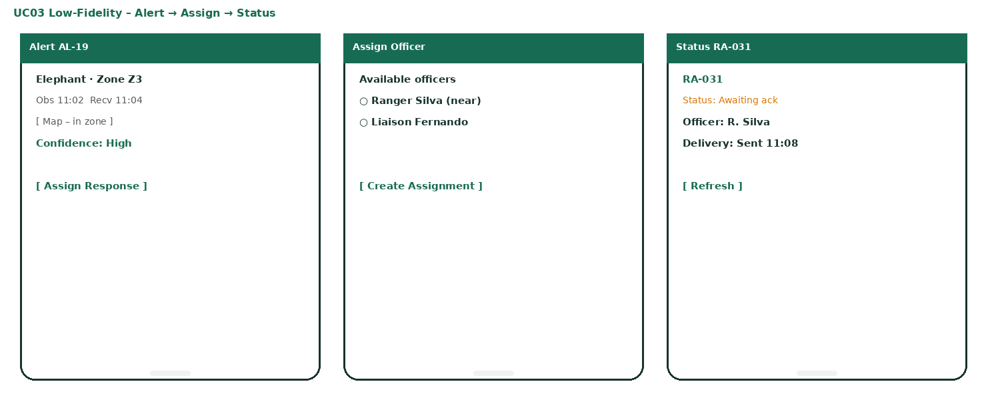 UC03 Low-Fidelity – Alert → Assign → Status
Alert AL-19
Elephant · Zone Z3
Obs 11:02  Recv 11:04
[ Map – in zone ]
Confidence: High
[ Assign Response ]
Assign Officer
Available officers
○ Ranger Silva (near)
○ Liaison Fernando
[ Create Assignment ]
Status RA-031
RA-031
Status: Awaiting ack
Officer: R. Silva
Delivery: Sent 11:08
[ Refresh ]